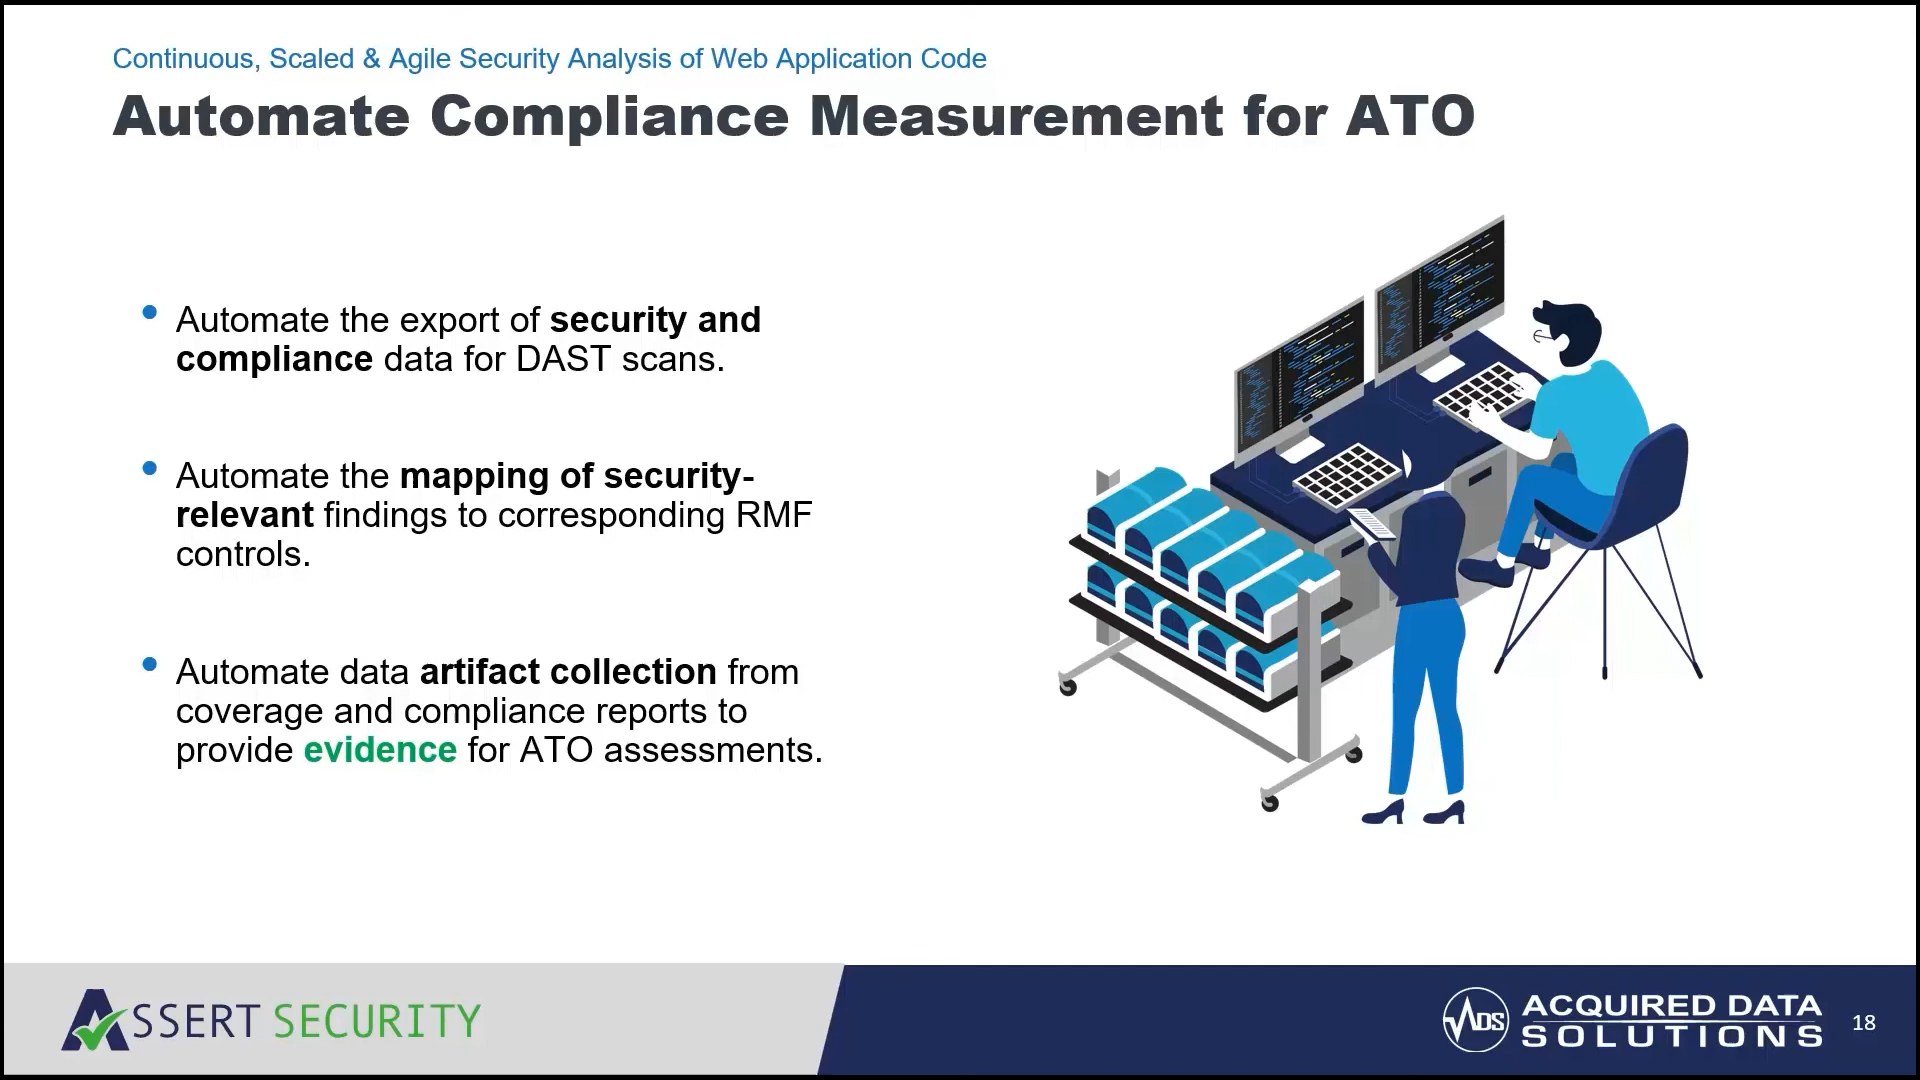 Continuous, Scaled & Agile Security Analysis of Web Application Code
Automate Compliance Measurement for ATO
• Automate the export of security and
compliance data for DAST scans.
• Automate the mapping of security-
relevant findings to corresponding RMF
controls.
• Automate data artifact collection from
coverage and compliance reports to
provide evidence for ATO assessments.
ASSERT SECURITY
ADS
ACQUIRED DATA
SOLUTIONS
18